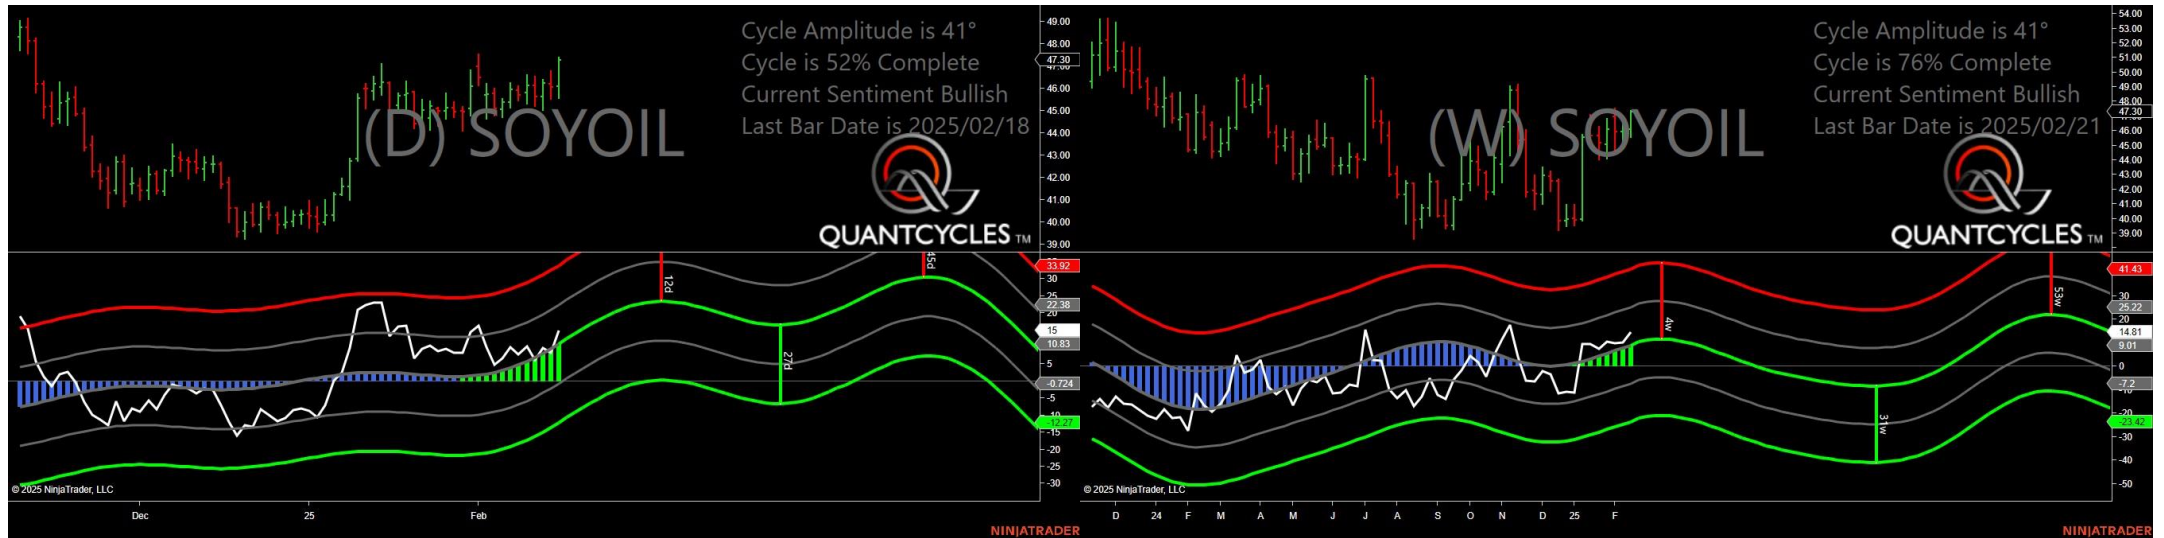 Cycle Amplitude is 41°
Cycle is 52% Complete
Current Sentiment Bullish
Last Bar Date is 2025/02/18
(D) SOYOIL
QUANTCYCLES TM
49.00
48.00
47.30
46.00
45.00
44.00
43.00
42.00
41.00
40.00
39.00
12d
27d
45d
33.92
30
25
22.38
20
15
10.83
5
-0.724
-5
-10
-12.27
-15
-20
-25
-30
© 2025 NinjaTrader, LLC
Dec
25
Feb
NINJATRADER
Cycle Amplitude is 41°
Cycle is 76% Complete
Current Sentiment Bullish
Last Bar Date is 2025/02/21
(W) SOYOIL
QUANTCYCLES TM
54.00
53.00
52.00
51.00
50.00
49.00
48.00
47.30
46.00
45.00
44.00
43.00
42.00
41.00
40.00
39.00
4w
31w
53w
41.43
30
25.22
20
14.81
9.01
0
-7.2
-20
-23.42
-30
-40
-50
© 2025 NinjaTrader, LLC
D 24 F M A M J J A S O N D 25 F
NINJATRADER